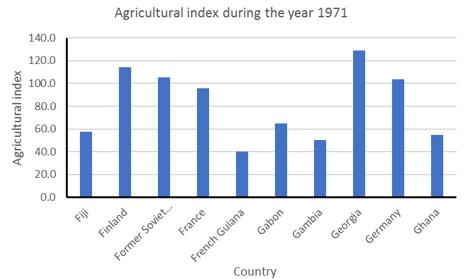 Agricultural index during the year 1971
140.0
120.0
100.0
80.0
60.0
40.0
20.0
0.0
Agricultural index
Fiji
Finland
Former Soviet...
France
French Guiana
Gabon
Gambia
Georgia
Germany
Ghana
Country